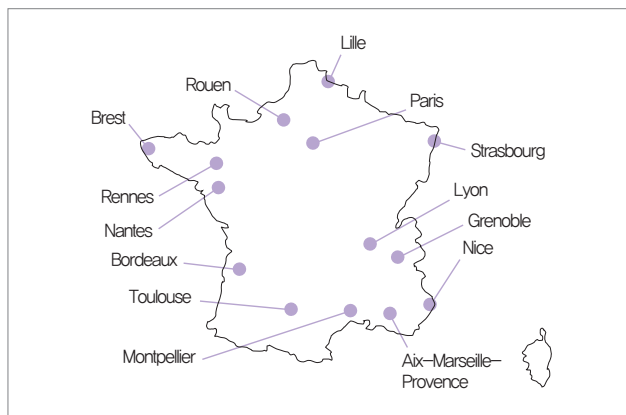 Lille
Rouen
Paris
Brest
Strasbourg
Rennes
Lyon
Grenoble
Nantes
Nice
Bordeaux
Toulouse
Montpellier
Aix–Marseille–
Provence